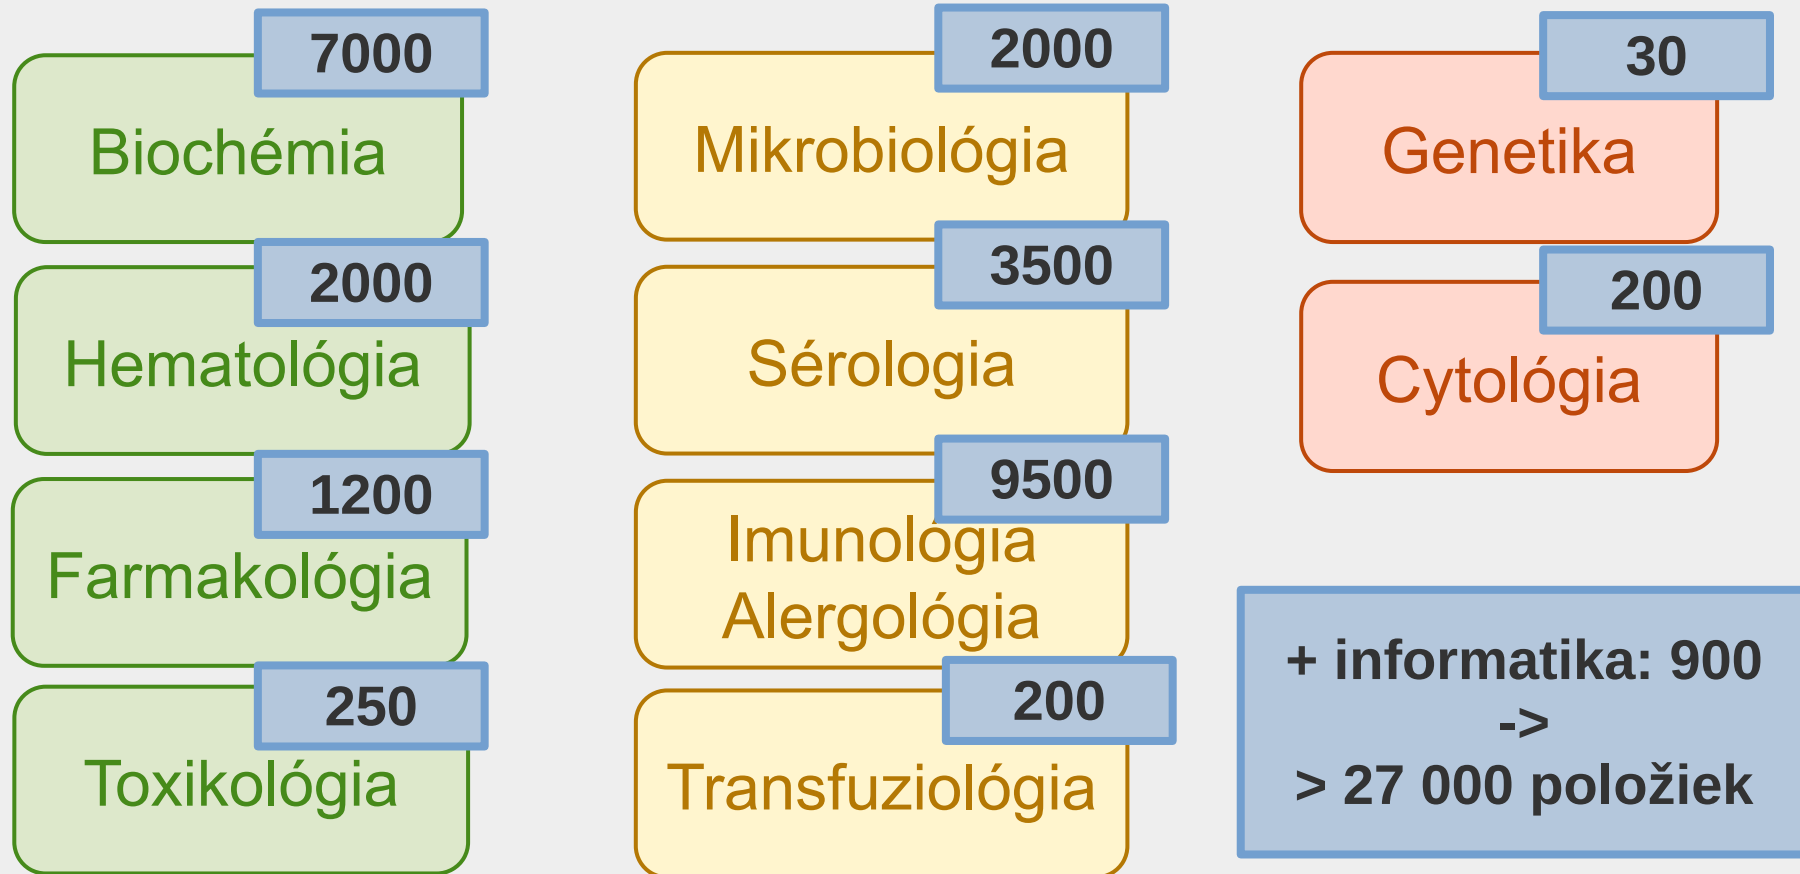 7000
Biochémia
2000
Hematológia
1200
Farmakológia
250
Toxikológia
2000
Mikrobiológia
3500
Sérologia
9500
Imunológia
Alergológia
200
Transfuziológia
30
Genetika
200
Cytológia
+ informatika: 900
->
> 27 000 položiek